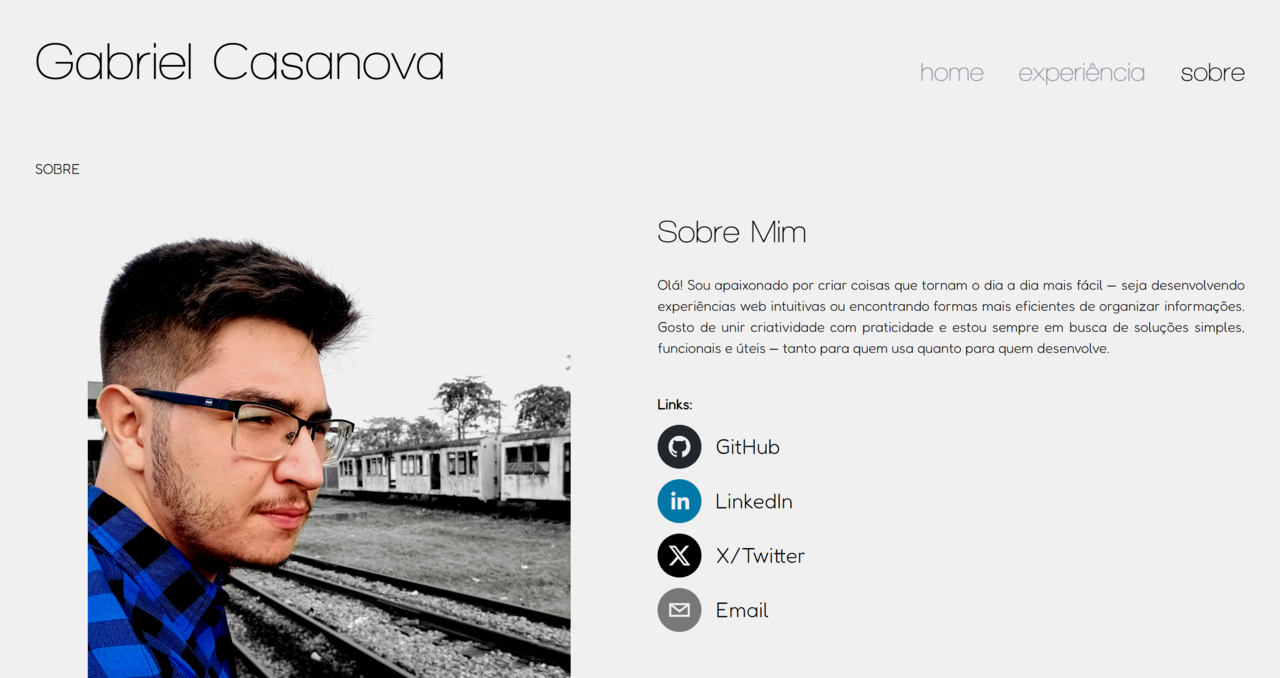 Gabriel Casanova
home experiência sobre
SOBRE
Sobre Mim
Olá! Sou apaixonado por criar coisas que tornam o dia a dia mais fácil — seja desenvolvendo
experiências web intuitivas ou encontrando formas mais eficientes de organizar informações.
Gosto de unir criatividade com praticidade e estou sempre em busca de soluções simples,
funcionais e úteis — tanto para quem usa quanto para quem desenvolve.
Links:
GitHub
in LinkedIn
X/Twitter
Email